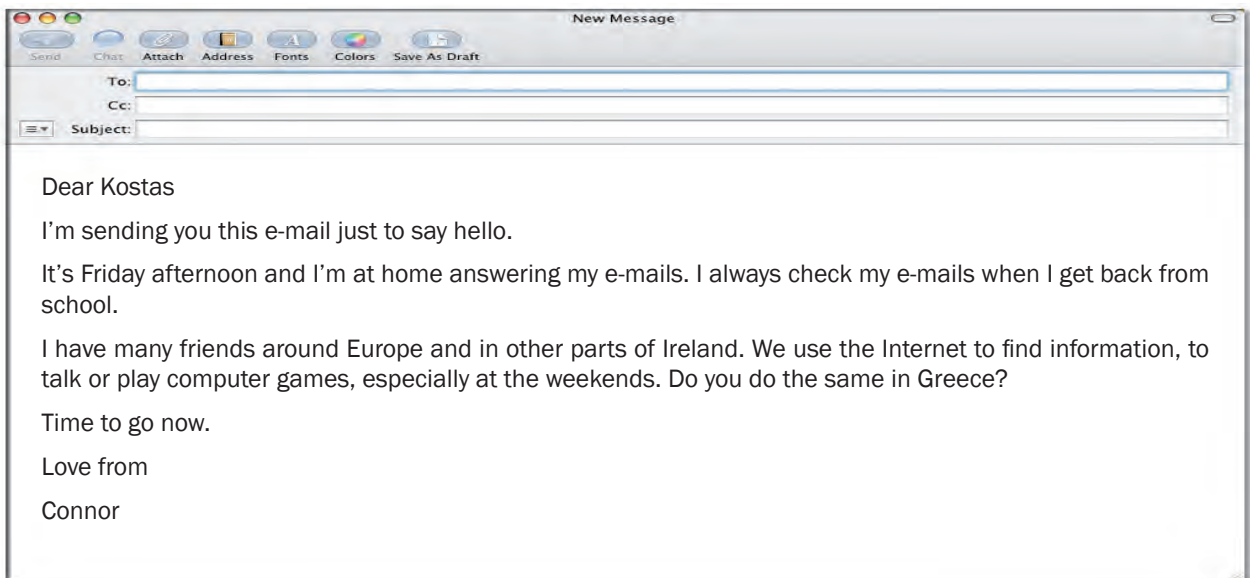 New Message
Send Chat Attach Address Fonts Colors Save As Draft
To:
Cc:
Subject:
Dear Kostas
I'm sending you this e-mail just to say hello.
It's Friday afternoon and I'm at home answering my e-mails. I always check my e-mails when I get back from
school.
I have many friends around Europe and in other parts of Ireland. We use the Internet to find information, to
talk or play computer games, especially at the weekends. Do you do the same in Greece?
Time to go now.
Love from
Connor